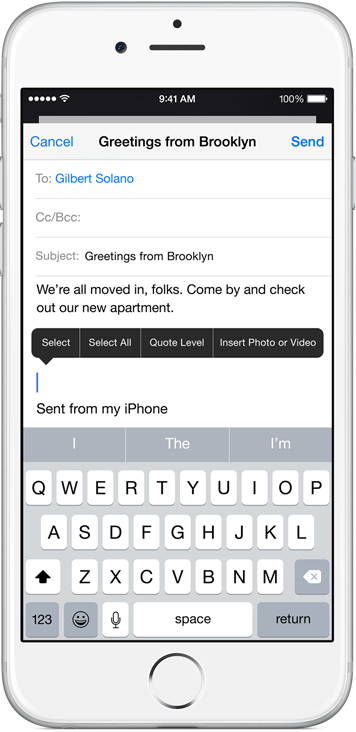 9:41 AM 100%
Cancel Greetings from Brooklyn Send
To: Gilbert Solano
Cc/Bcc:
Subject: Greetings from Brooklyn
We're all moved in, folks. Come by and check
out our new apartment.
Select Select All Quote Level Insert Photo or Video
Sent from my iPhone
I The I'm
Q W E R T Y U I O P
A S D F G H J K L
Z X C V B N M
123 space return